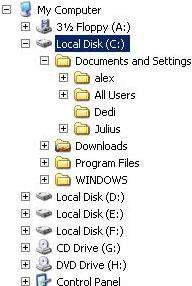 My Computer
3½ Floppy (A:)
Local Disk (C:)
Documents and Settings
alex
All Users
Dedi
Julius
Downloads
Program Files
WINDOWS
Local Disk (D:)
Local Disk (E:)
Local Disk (F:)
CD Drive (G:)
DVD Drive (H:)
Control Panel